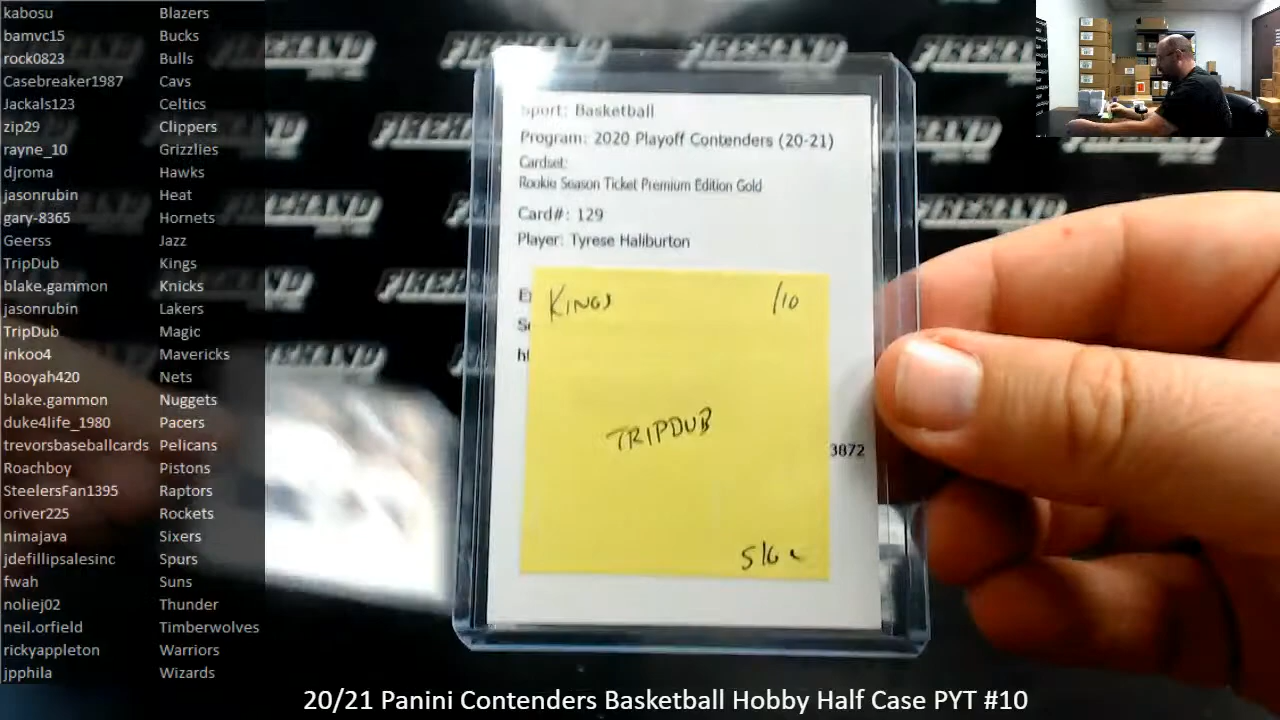 kabosu Blazers
bamvc15 Bucks
rock0823 Bulls
Casebreaker1987 Cavs
Jackals123 Celtics
zip29 Clippers
rayne_10 Grizzlies
djroma Hawks
jasonrubin Heat
gary-8365 Hornets
Geerss Jazz
TripDub Kings
blake.gammon Knicks
jasonrubin Lakers
TripDub Magic
inkoo4 Mavericks
Booyah420 Nets
blake.gammon Nuggets
duke4life_1980 Pacers
trevorsbaseballcards Pelicans
Roachboy Pistons
SteelersFan1395 Raptors
oriver225 Rockets
nimajava Sixers
jdefillipsalesinc Spurs
fwah Suns
noliej02 Thunder
neil.orfield Timberwolves
rickyappleton Warriors
jpphila Wizards
FIREHAND
Sport: Basketball
Program: 2020 Playoff Contenders (20-21)
Cardset:
Rookie Season Ticket Premium Edition Gold
Card#: 129
Player: Tyrese Haliburton
KINGS /10
TRIPDUB
3872
20/21 Panini Contenders Basketball Hobby Half Case PYT #10